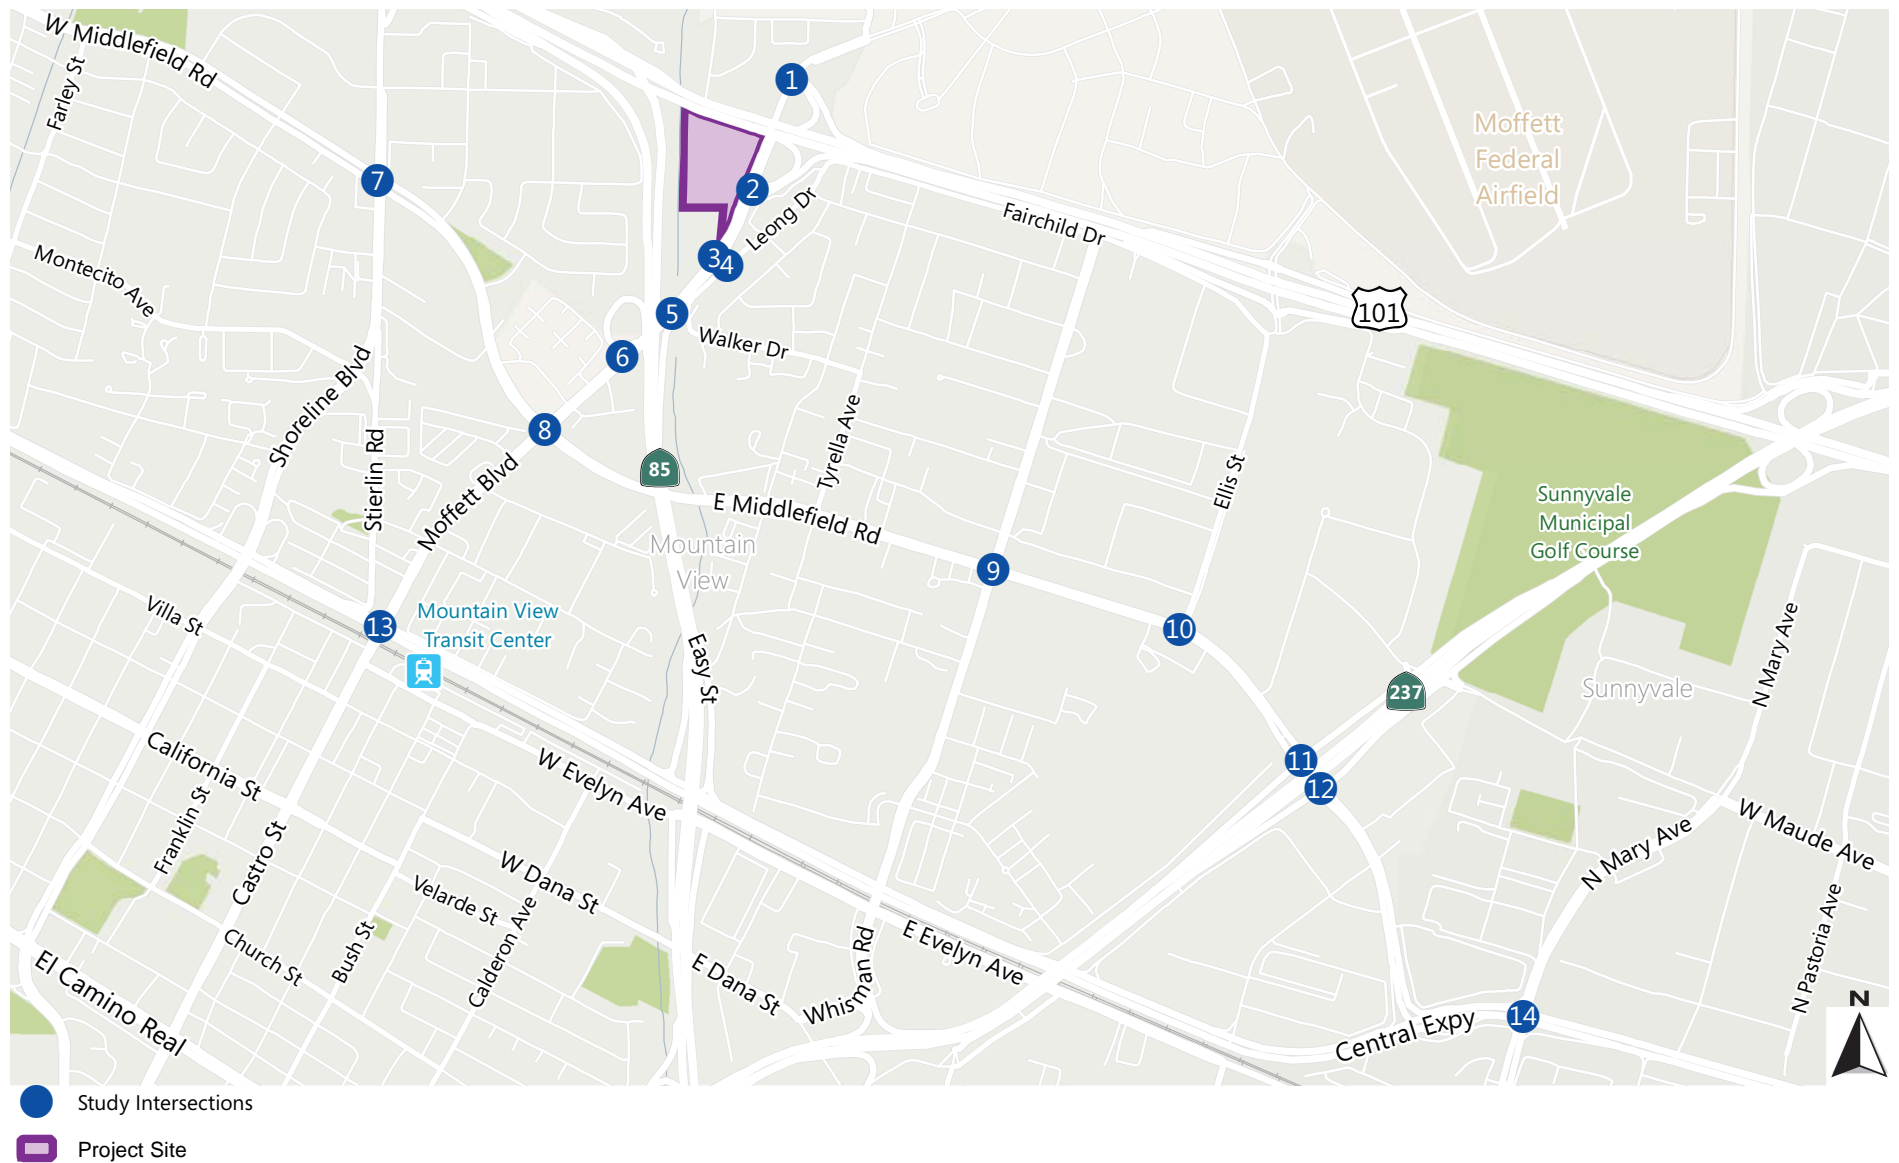 W Middlefield Rd
Farley St
1
Moffett
Federal
Airfield
7
2
Leong Dr
Fairchild Dr
3
4
Montecito Ave
5
101
Walker Dr
6
Shoreline Blvd
8
Tyrella Ave
Stierlin Rd
Moffett Blvd
85
Ellis St
E Middlefield Rd
Sunnyvale
Municipal
Golf Course
Mountain
View
9
Villa St
13
Mountain View
Transit Center
10
Easy St
N Mary Ave
237
Sunnyvale
California St
W Evelyn Ave
11
12
Franklin St
Castro St
W Maude Ave
N Mary Ave
W Dana St
Velarde St
Calderon Ave
Church St
Bush St
El Camino Real
E Dana St
Whisman Rd
E Evelyn Ave
N Pastoria Ave
Central Expy
14
N
Study Intersections
Project Site